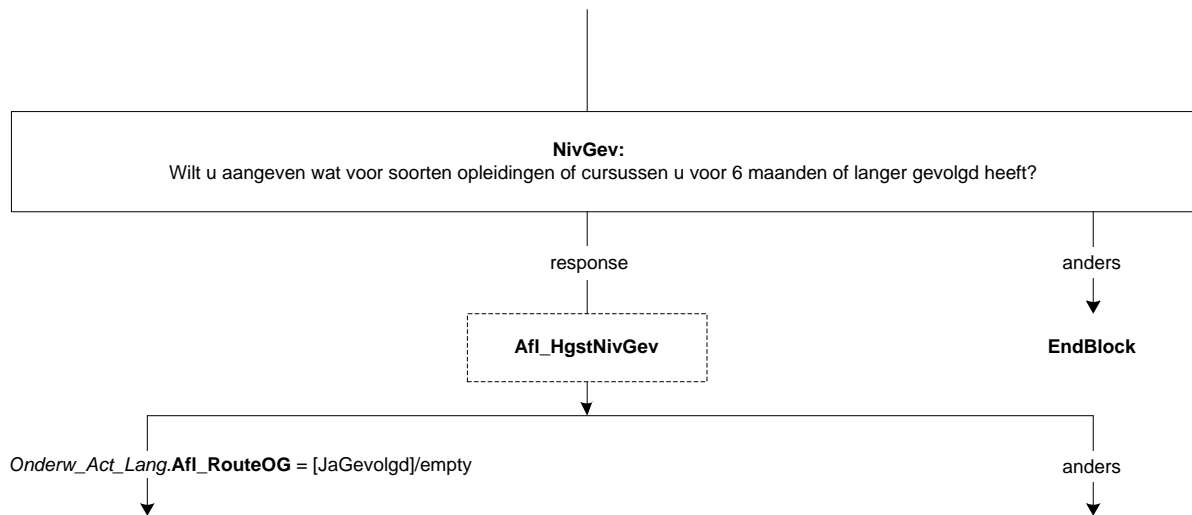 NivGev:
Wilt u aangeven wat voor soorten opleidingen of cursussen u voor 6 maanden of langer gevolgd heeft?
response
anders
Afl_HgstNivGev
EndBlock
Onderw_Act_Lang.Afl_RouteOG = [JaGevolgd]/empty
anders